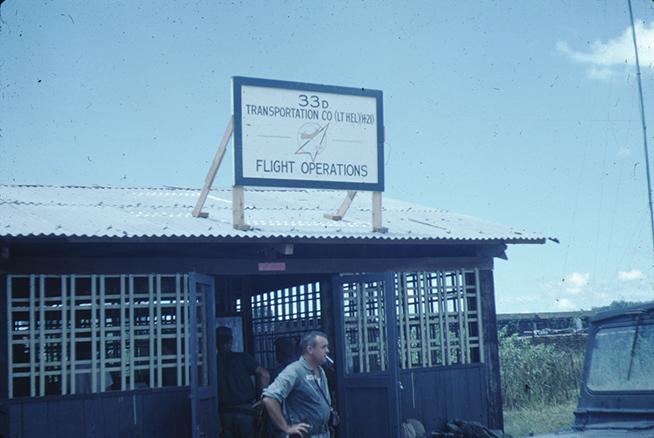 33D
TRANSPORTATION CO (LT HEL)(H21)
FLIGHT OPERATIONS